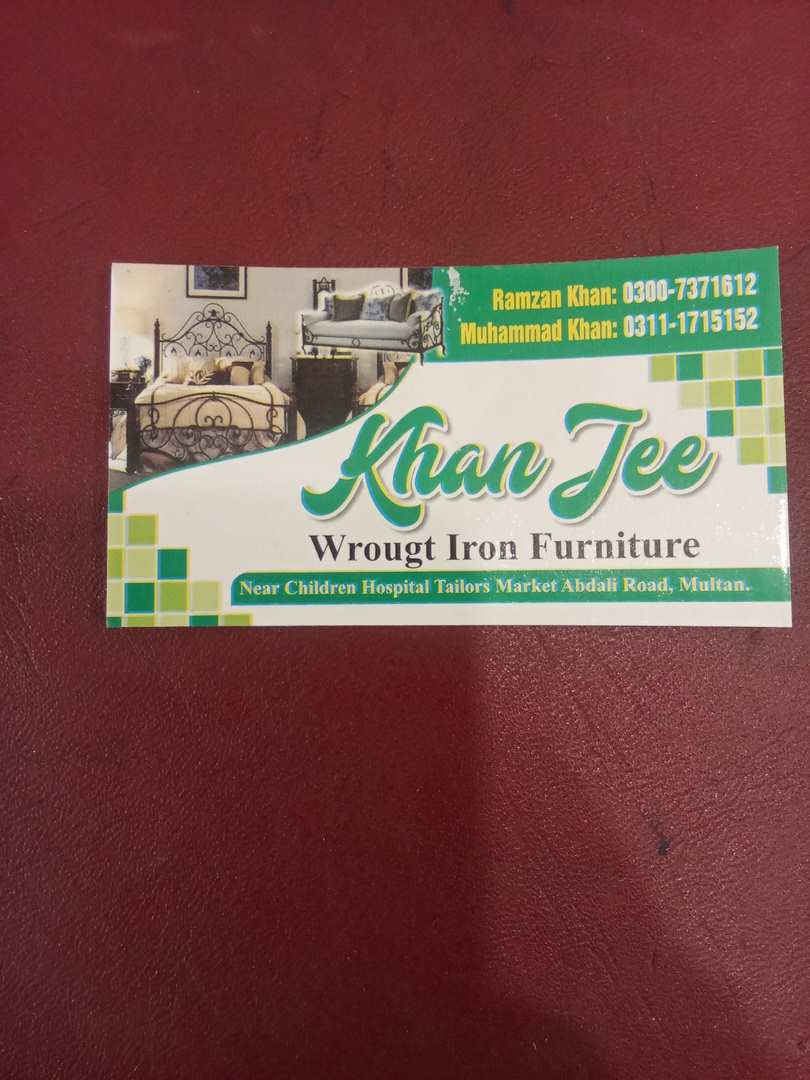 Ramzan Khan: 0300-7371612
Muhammad Khan: 0311-1715152
Khan Jee
Wrougt Iron Furniture
Near Children Hospital Tailors Market Abdali Road, Multan.